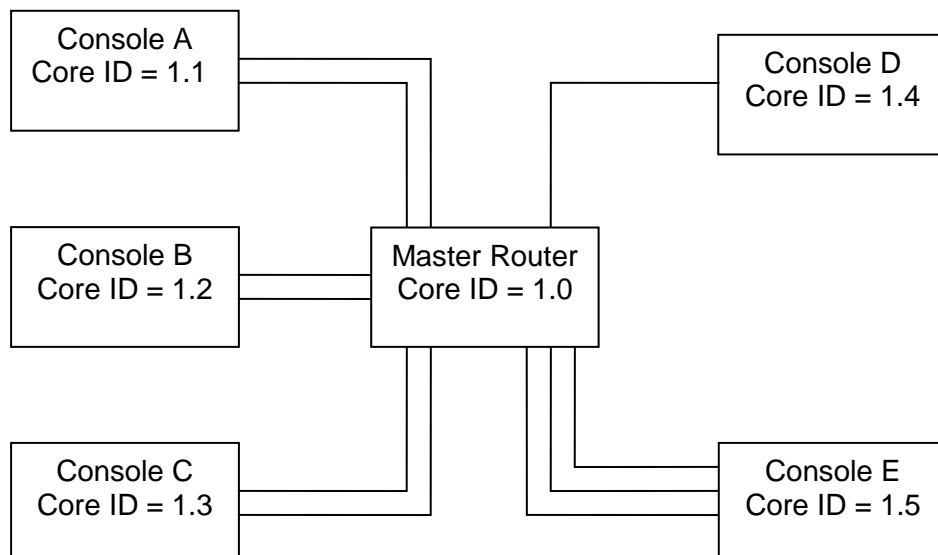 Console A
Core ID = 1.1
Console D
Core ID = 1.4
Console B
Core ID = 1.2
Master Router
Core ID = 1.0
Console C
Core ID = 1.3
Console E
Core ID = 1.5